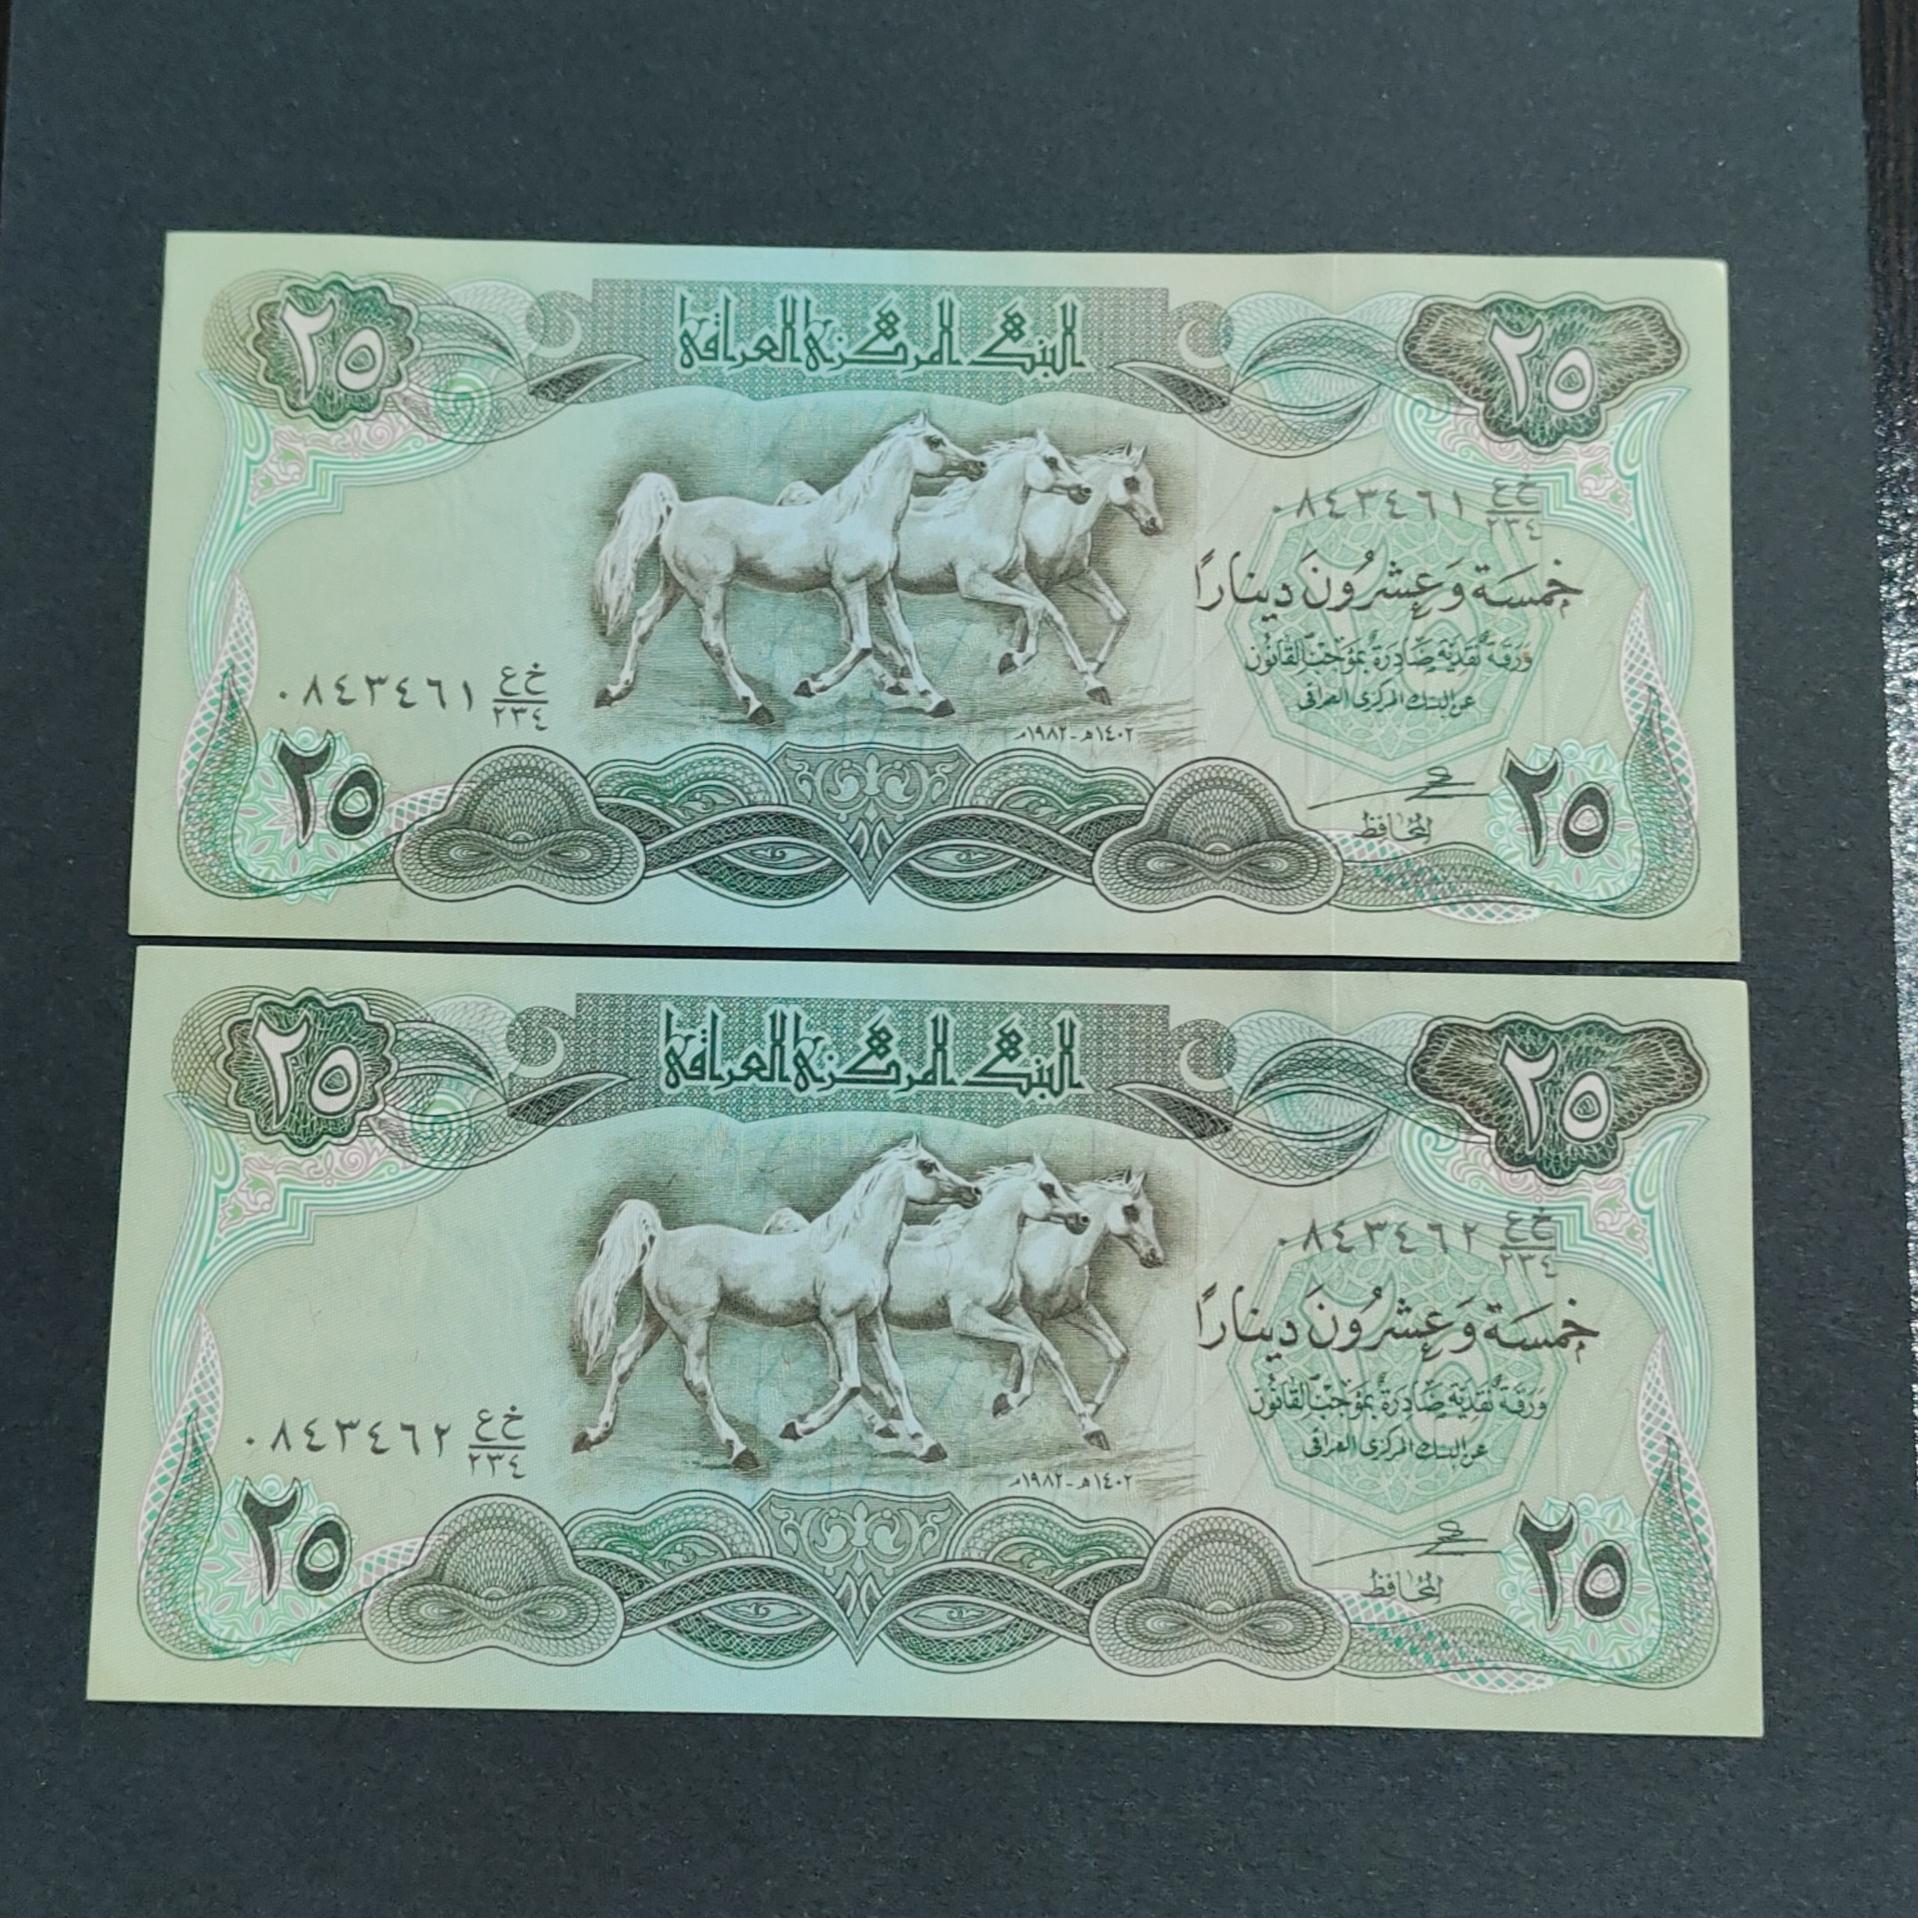 البنك المركزي العراقي
٢٥
٢٥
خ ع
٢٣٤
٠٨٤٣٤٦١
خمسة وعشرون دينارًا
ورقة نقدية صادرة بموجب القانون
عن البنك المركزي العراقي
خ ع
٢٣٤
٠٨٤٣٤٦١
١٤٠٢هـ-١٩٨٢م
المحافظ
٢٥
٢٥
البنك المركزي العراقي
٢٥
٢٥
خ ع
٢٣٤
٠٨٤٣٤٦٢
خمسة وعشرون دينارًا
ورقة نقدية صادرة بموجب القانون
عن البنك المركزي العراقي
خ ع
٢٣٤
٠٨٤٣٤٦٢
١٤٠٢هـ-١٩٨٢م
المحافظ
٢٥
٢٥